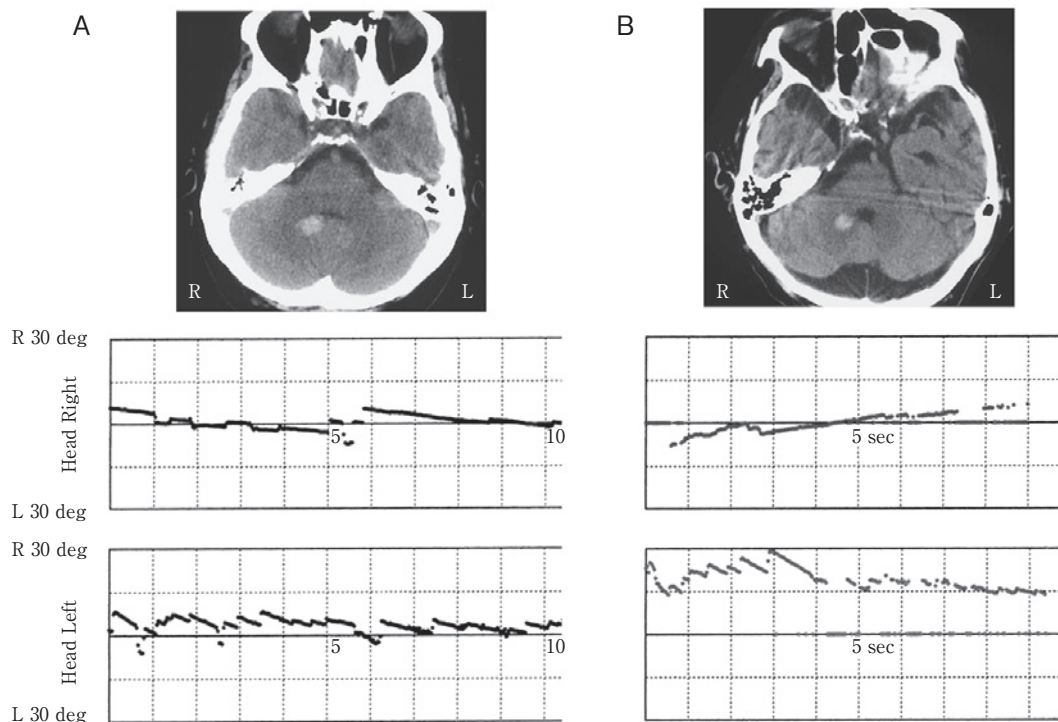 A
B
R
L
R
L
R 30 deg
Head Right
5
10
5 sec
L 30 deg
R 30 deg
Head Left
5
10
5 sec
L 30 deg